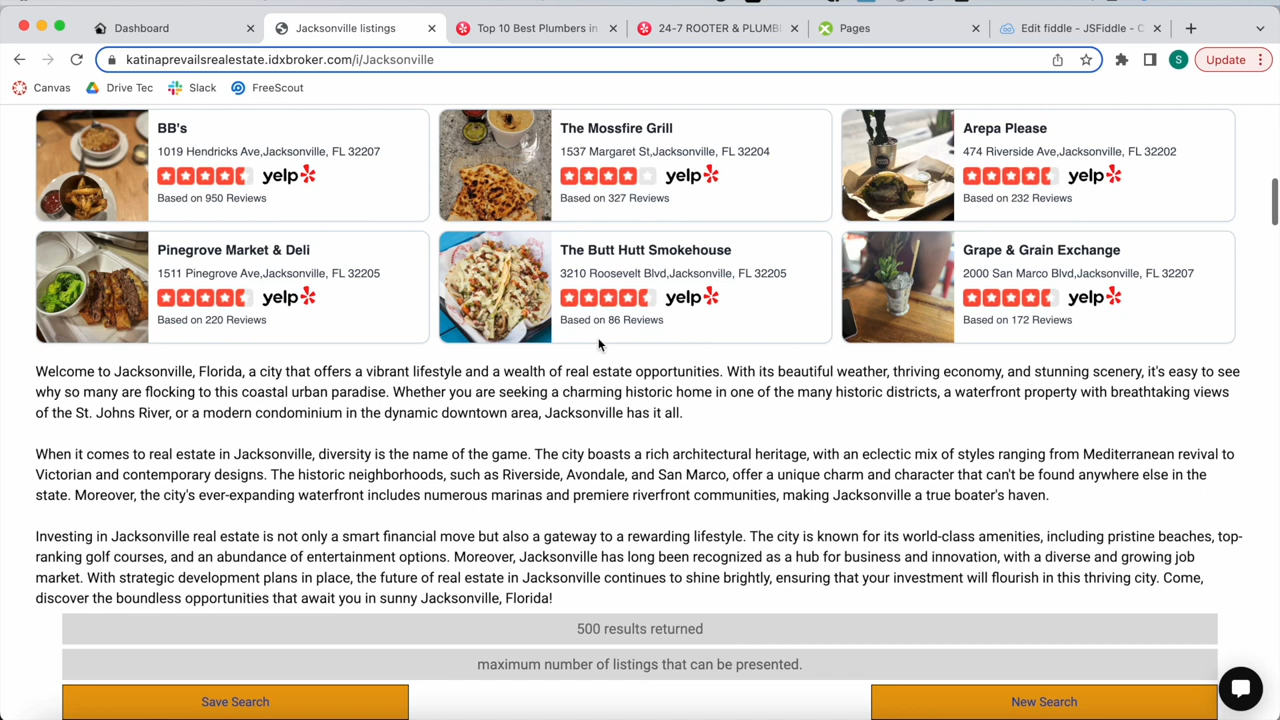 Dashboard
Jacksonville listings
Top 10 Best Plumbers in
24-7 ROOTER & PLUMB
Pages
Edit fiddle - JSFiddle - C
katinaprevailsrealestate.idxbroker.com/i/Jacksonville
S
Update
Canvas
Drive Tec
Slack
FreeScout
BB's
1019 Hendricks Ave,Jacksonville, FL 32207
yelp
Based on 950 Reviews
The Mossfire Grill
1537 Margaret St,Jacksonville, FL 32204
yelp
Based on 327 Reviews
Arepa Please
474 Riverside Ave,Jacksonville, FL 32202
yelp
Based on 232 Reviews
Pinegrove Market & Deli
1511 Pinegrove Ave,Jacksonville, FL 32205
yelp
Based on 220 Reviews
The Butt Hutt Smokehouse
3210 Roosevelt Blvd,Jacksonville, FL 32205
yelp
Based on 86 Reviews
Grape & Grain Exchange
2000 San Marco Blvd,Jacksonville, FL 32207
yelp
Based on 172 Reviews
Welcome to Jacksonville, Florida, a city that offers a vibrant lifestyle and a wealth of real estate opportunities. With its beautiful weather, thriving economy, and stunning scenery, it's easy to see
why so many are flocking to this coastal urban paradise. Whether you are seeking a charming historic home in one of the many historic districts, a waterfront property with breathtaking views
of the St. Johns River, or a modern condominium in the dynamic downtown area, Jacksonville has it all.
When it comes to real estate in Jacksonville, diversity is the name of the game. The city boasts a rich architectural heritage, with an eclectic mix of styles ranging from Mediterranean revival to
Victorian and contemporary designs. The historic neighborhoods, such as Riverside, Avondale, and San Marco, offer a unique charm and character that can't be found anywhere else in the
state. Moreover, the city's ever-expanding waterfront includes numerous marinas and premiere riverfront communities, making Jacksonville a true boater's haven.
Investing in Jacksonville real estate is not only a smart financial move but also a gateway to a rewarding lifestyle. The city is known for its world-class amenities, including pristine beaches, top-
ranking golf courses, and an abundance of entertainment options. Moreover, Jacksonville has long been recognized as a hub for business and innovation, with a diverse and growing job
market. With strategic development plans in place, the future of real estate in Jacksonville continues to shine brightly, ensuring that your investment will flourish in this thriving city. Come,
discover the boundless opportunities that await you in sunny Jacksonville, Florida!
500 results returned
maximum number of listings that can be presented.
Save Search
New Search